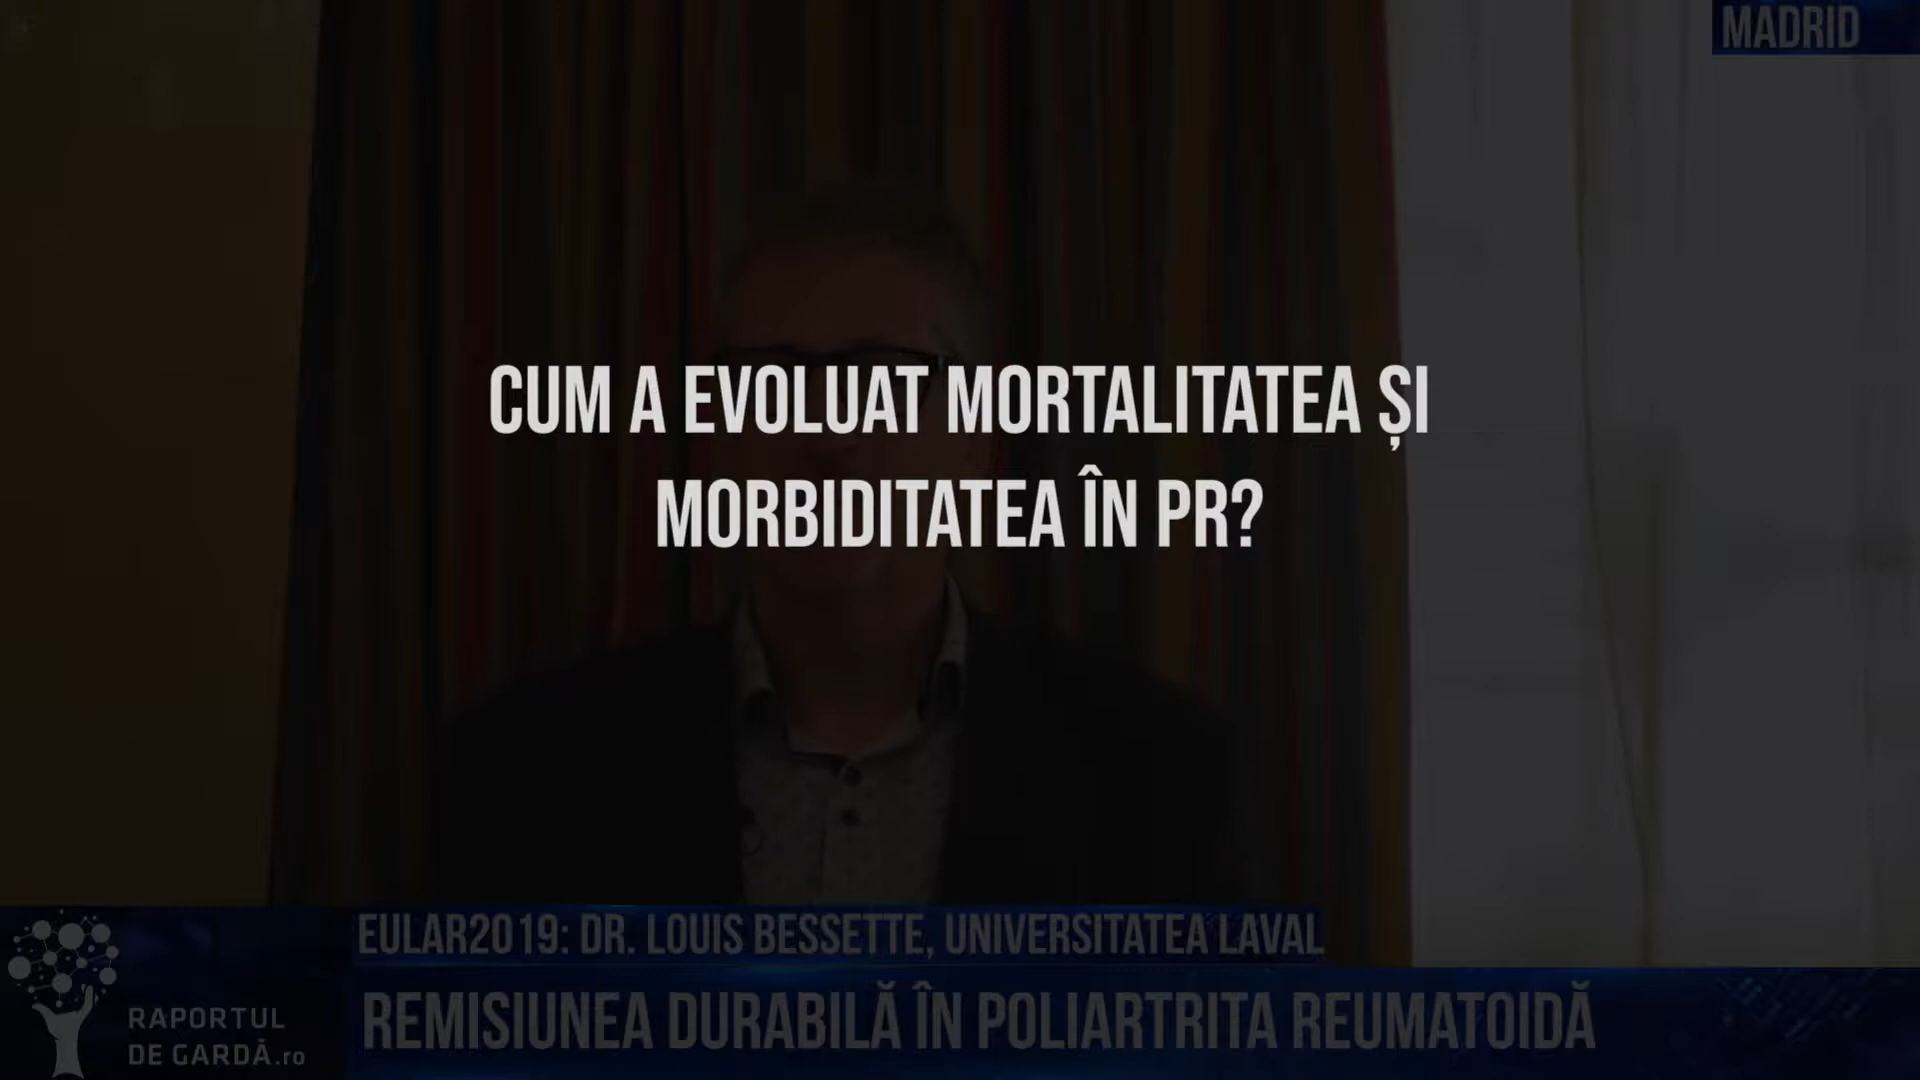 MADRID
CUM A EVOLUAT MORTALITATEA ȘI
MORBIDITATEA ÎN PR?
EULAR2019: DR. LOUIS BESSETTE, UNIVERSITATEA LAVAL
REMISIUNEA DURABILĂ ÎN POLIARTRITA REUMATOIDĂ
RAPORTUL
DE GARDĂ.ro